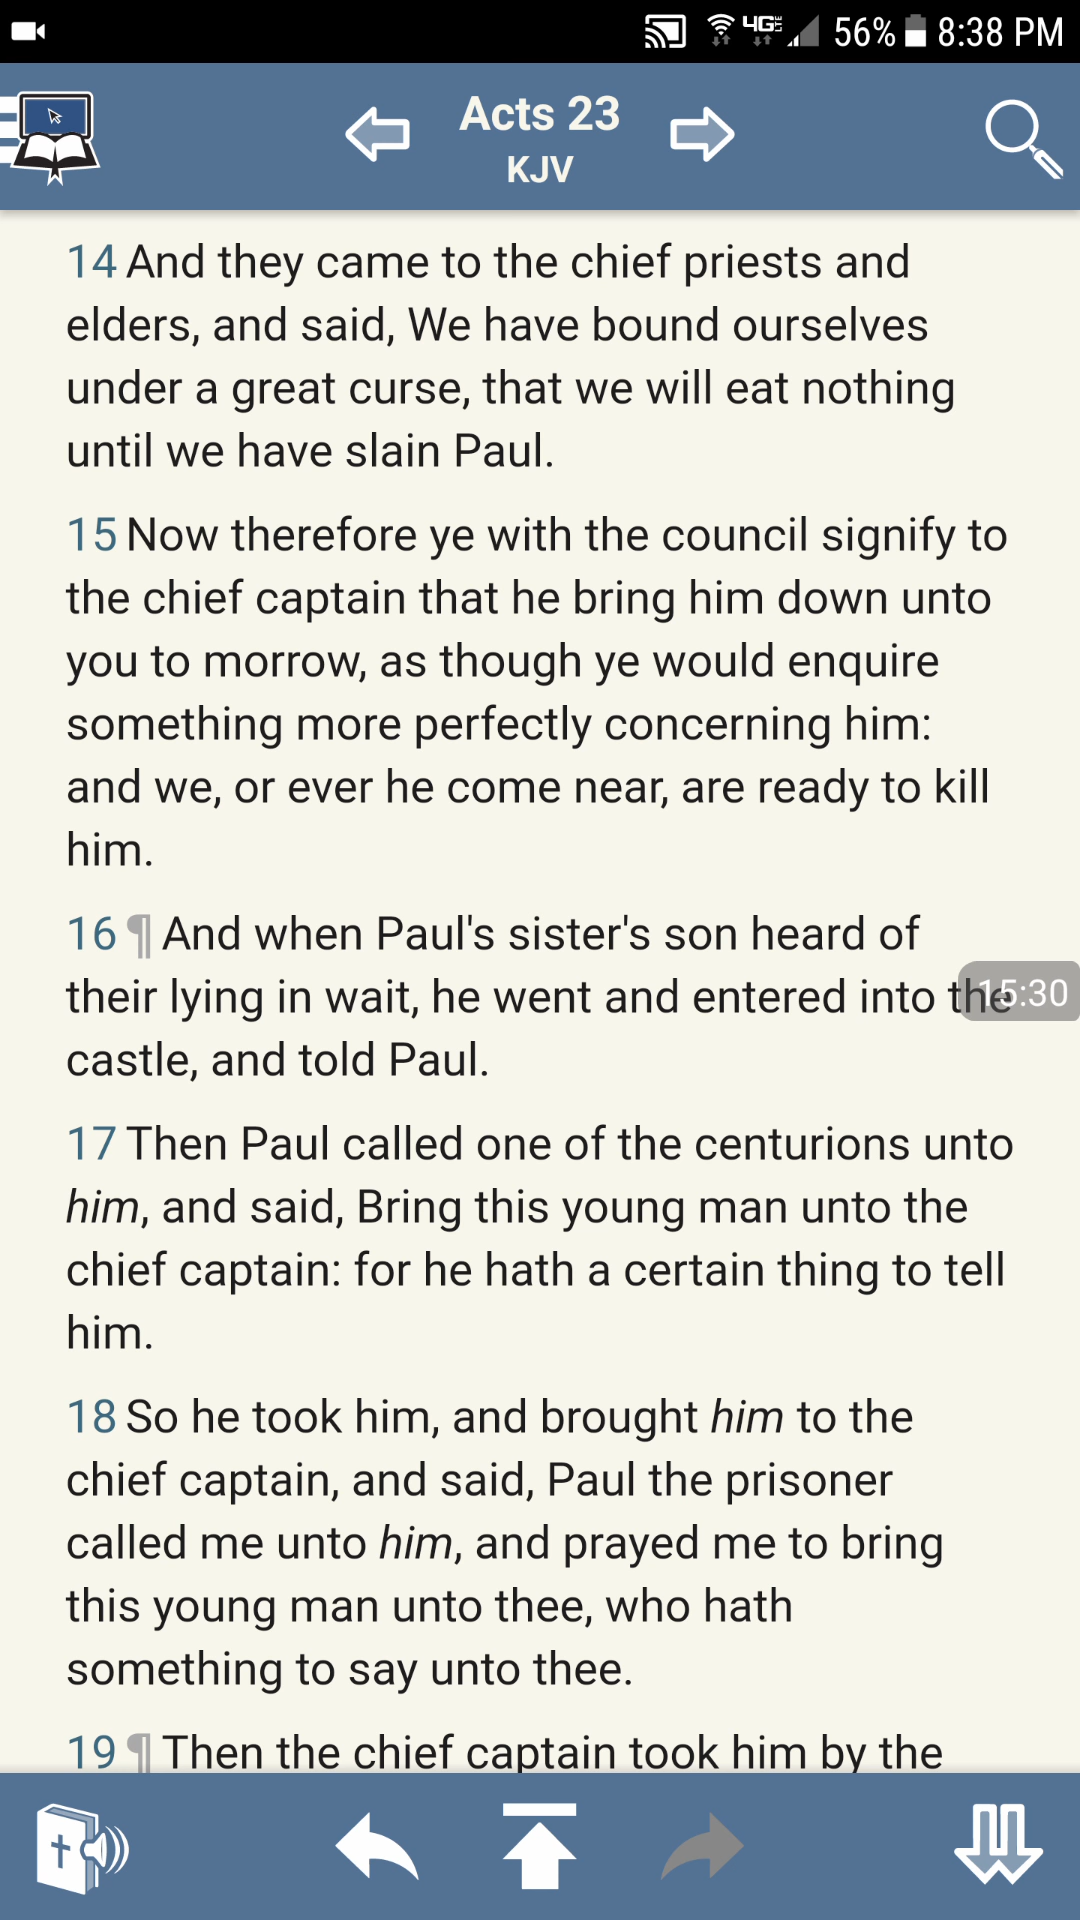 4G LTE 56% 8:38 PM
Acts 23
KJV
14 And they came to the chief priests and
elders, and said, We have bound ourselves
under a great curse, that we will eat nothing
until we have slain Paul.
15 Now therefore ye with the council signify to
the chief captain that he bring him down unto
you to morrow, as though ye would enquire
something more perfectly concerning him:
and we, or ever he come near, are ready to kill
him.
16 ¶ And when Paul's sister's son heard of
their lying in wait, he went and entered into the
15:30
castle, and told Paul.
17 Then Paul called one of the centurions unto
him, and said, Bring this young man unto the
chief captain: for he hath a certain thing to tell
him.
18 So he took him, and brought him to the
chief captain, and said, Paul the prisoner
called me unto him, and prayed me to bring
this young man unto thee, who hath
something to say unto thee.
19 ¶ Then the chief captain took him by the